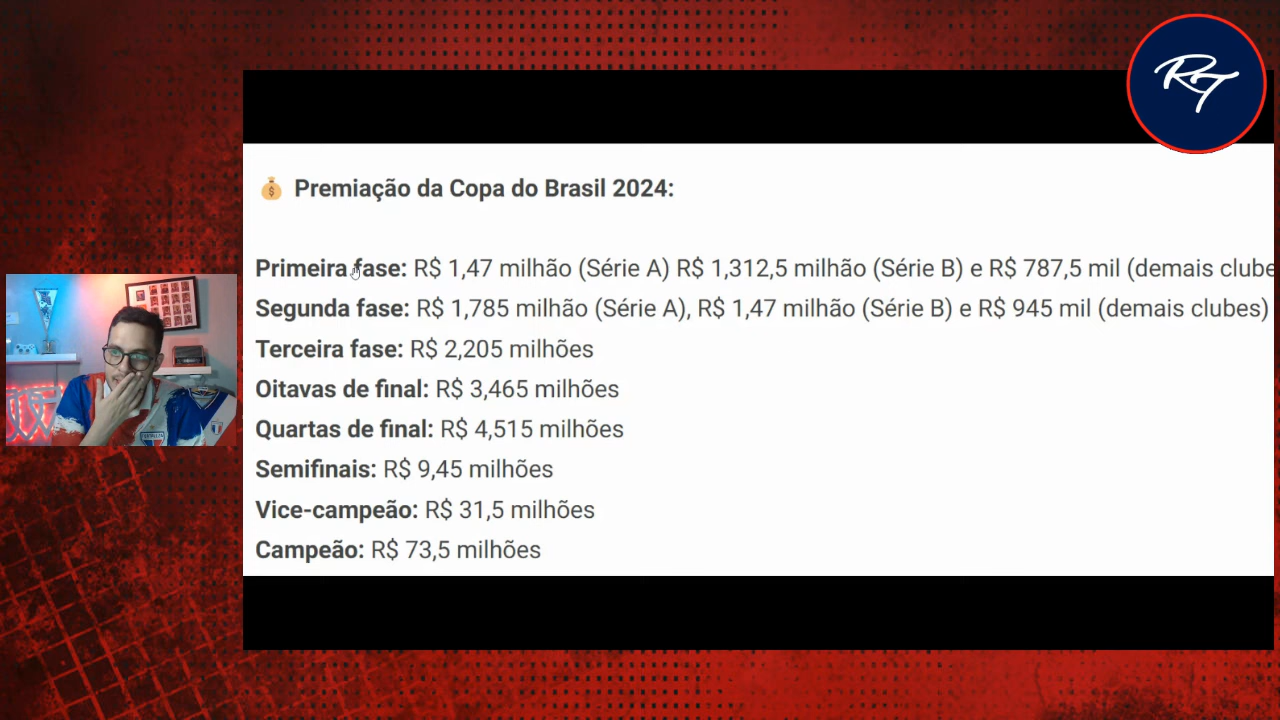 RT
Premiação da Copa do Brasil 2024:
Primeira fase: R$ 1,47 milhão (Série A) R$ 1,312,5 milhão (Série B) e R$ 787,5 mil (demais clube
Segunda fase: R$ 1,785 milhão (Série A), R$ 1,47 milhão (Série B) e R$ 945 mil (demais clubes)
Terceira fase: R$ 2,205 milhões
Oitavas de final: R$ 3,465 milhões
Quartas de final: R$ 4,515 milhões
Semifinais: R$ 9,45 milhões
Vice-campeão: R$ 31,5 milhões
Campeão: R$ 73,5 milhões